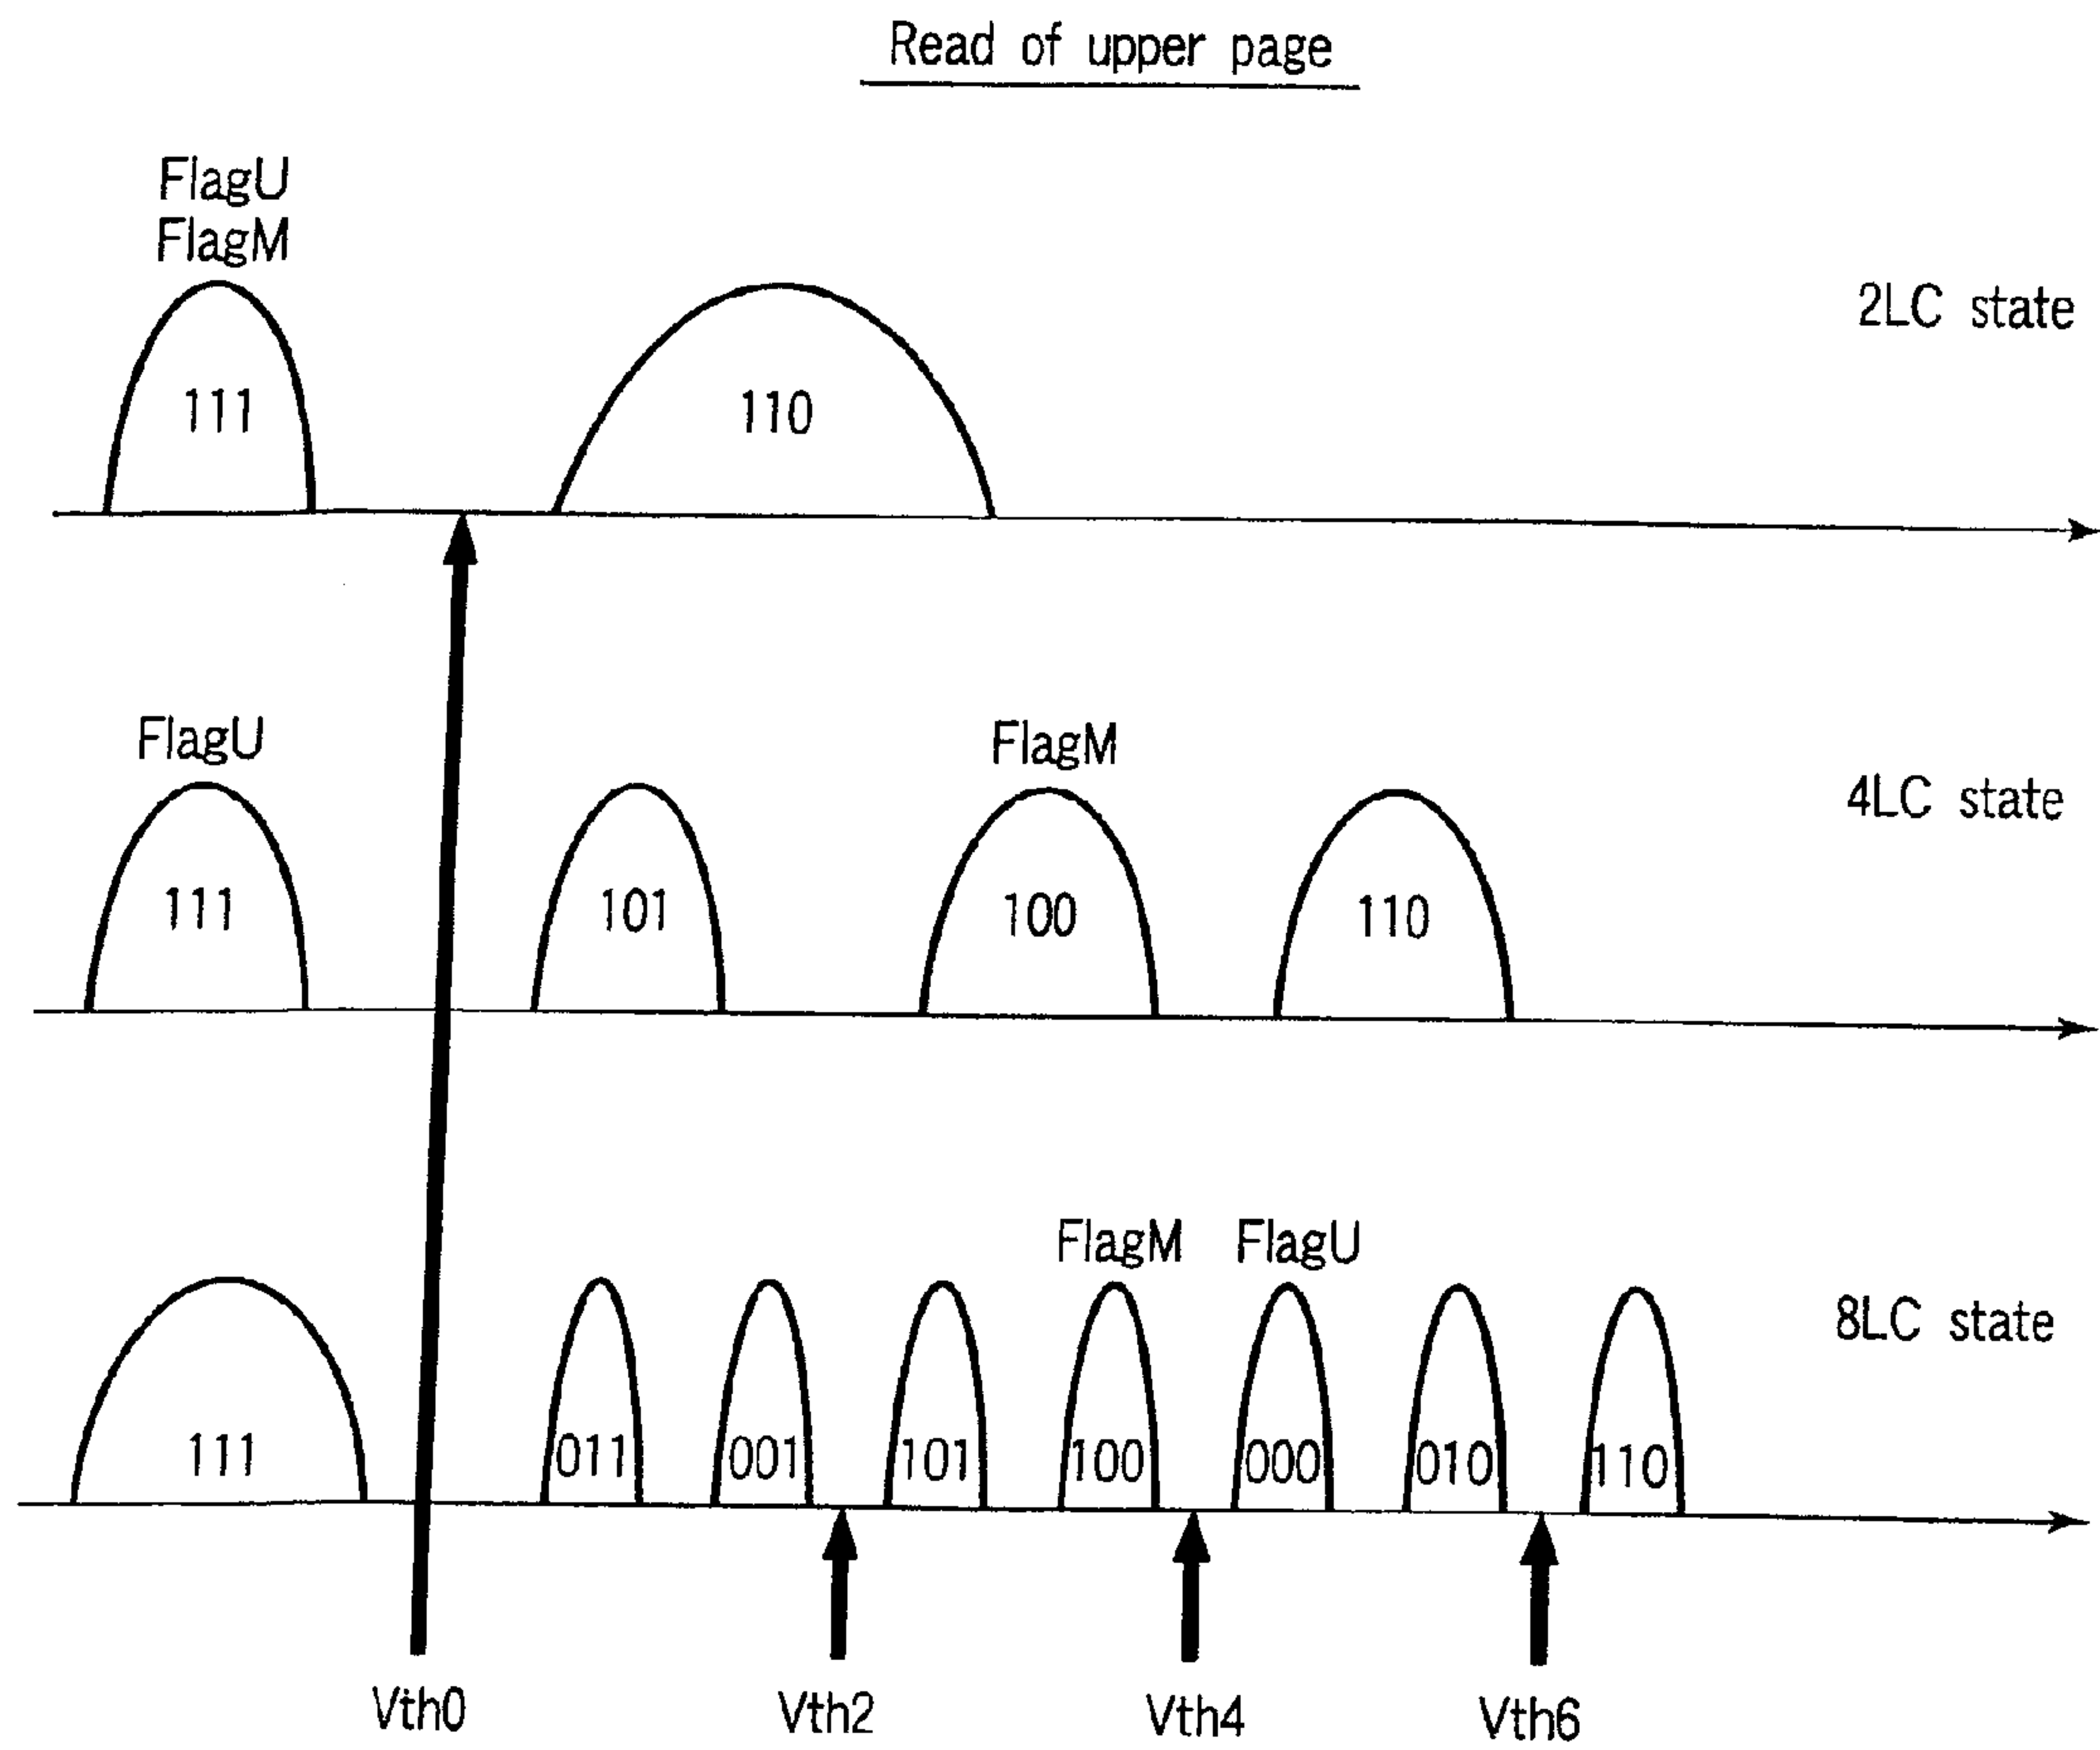 Read of upper page
FlagU
FlagM
2LC state
111 110
FlagU FlagM
4LC state
111 101 100 110
FlagM FlagU
8LC state
111 011 001 101 100 000 010 110
Vth0 Vth2 Vth4 Vth6